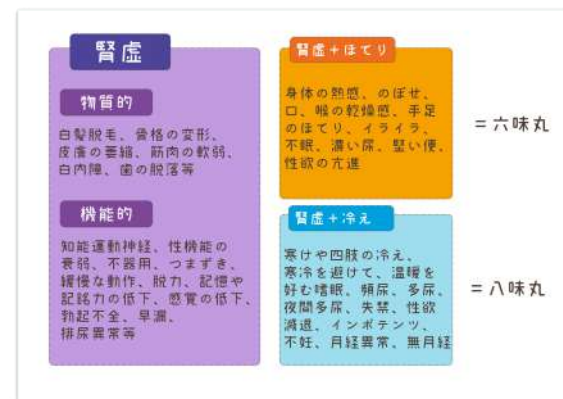 腎虚
物質的
白髪脱毛、骨格の変形、
皮膚の萎縮、筋肉の軟弱、
白内障、歯の脱落等
機能的
知能運動神経、性機能の
衰弱、不器用、つまずき、
緩慢な動作、脱力、記憶や
記銘力の低下、感覚の低下、
勃起不全、早漏、
排尿異常等
腎虚+ほてり
身体の熱感、のぼせ、
口、喉の乾燥感、手足
のほてり、イライラ、
不眠、濃い尿、堅い便、
性欲の亢進
=六味丸
腎虚+冷え
寒けや四肢の冷え、
寒冷を避けて、温暖を
好む嗜眠、頻尿、多尿、
夜間多尿、失禁、性欲
減退、インポテンツ、
不妊、月経異常、無月経
=八味丸